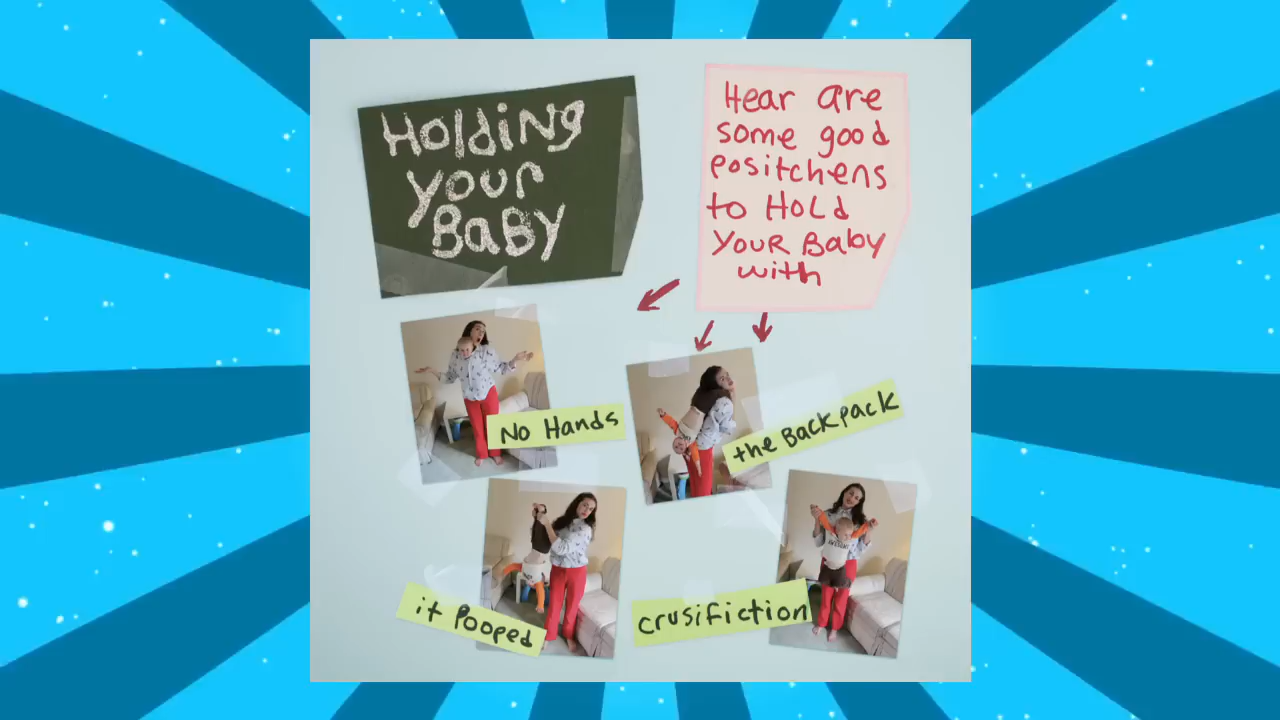 Holding
your
BaBY
Hear are
some good
positchens
to HOLd
YOUR BaBy
with
No Hands
the BackpacK
it Pooped
crusifiction